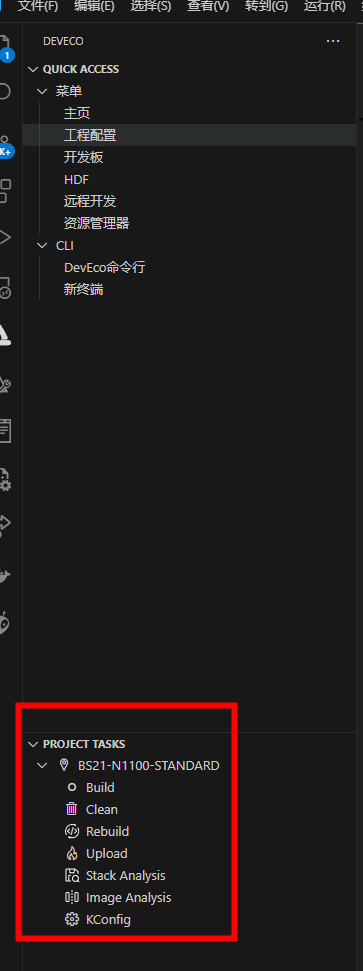 文件(F) 编辑(E) 选择(S) 查看(V) 转到(G) 运行(R)
DEVECO
QUICK ACCESS
菜单
主页
1
工程配置
开发板
K+
HDF
远程开发
资源管理器
CLI
DevEco命令行
新终端
PROJECT TASKS
BS21-N1100-STANDARD
Build
Clean
Rebuild
Upload
Stack Analysis
Image Analysis
KConfig